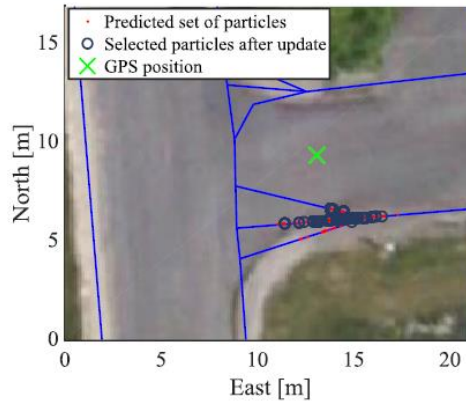 Predicted set of particles
Selected particles after update
GPS position
15
10
5
0
North [m]
0
5
10
15
20
East [m]